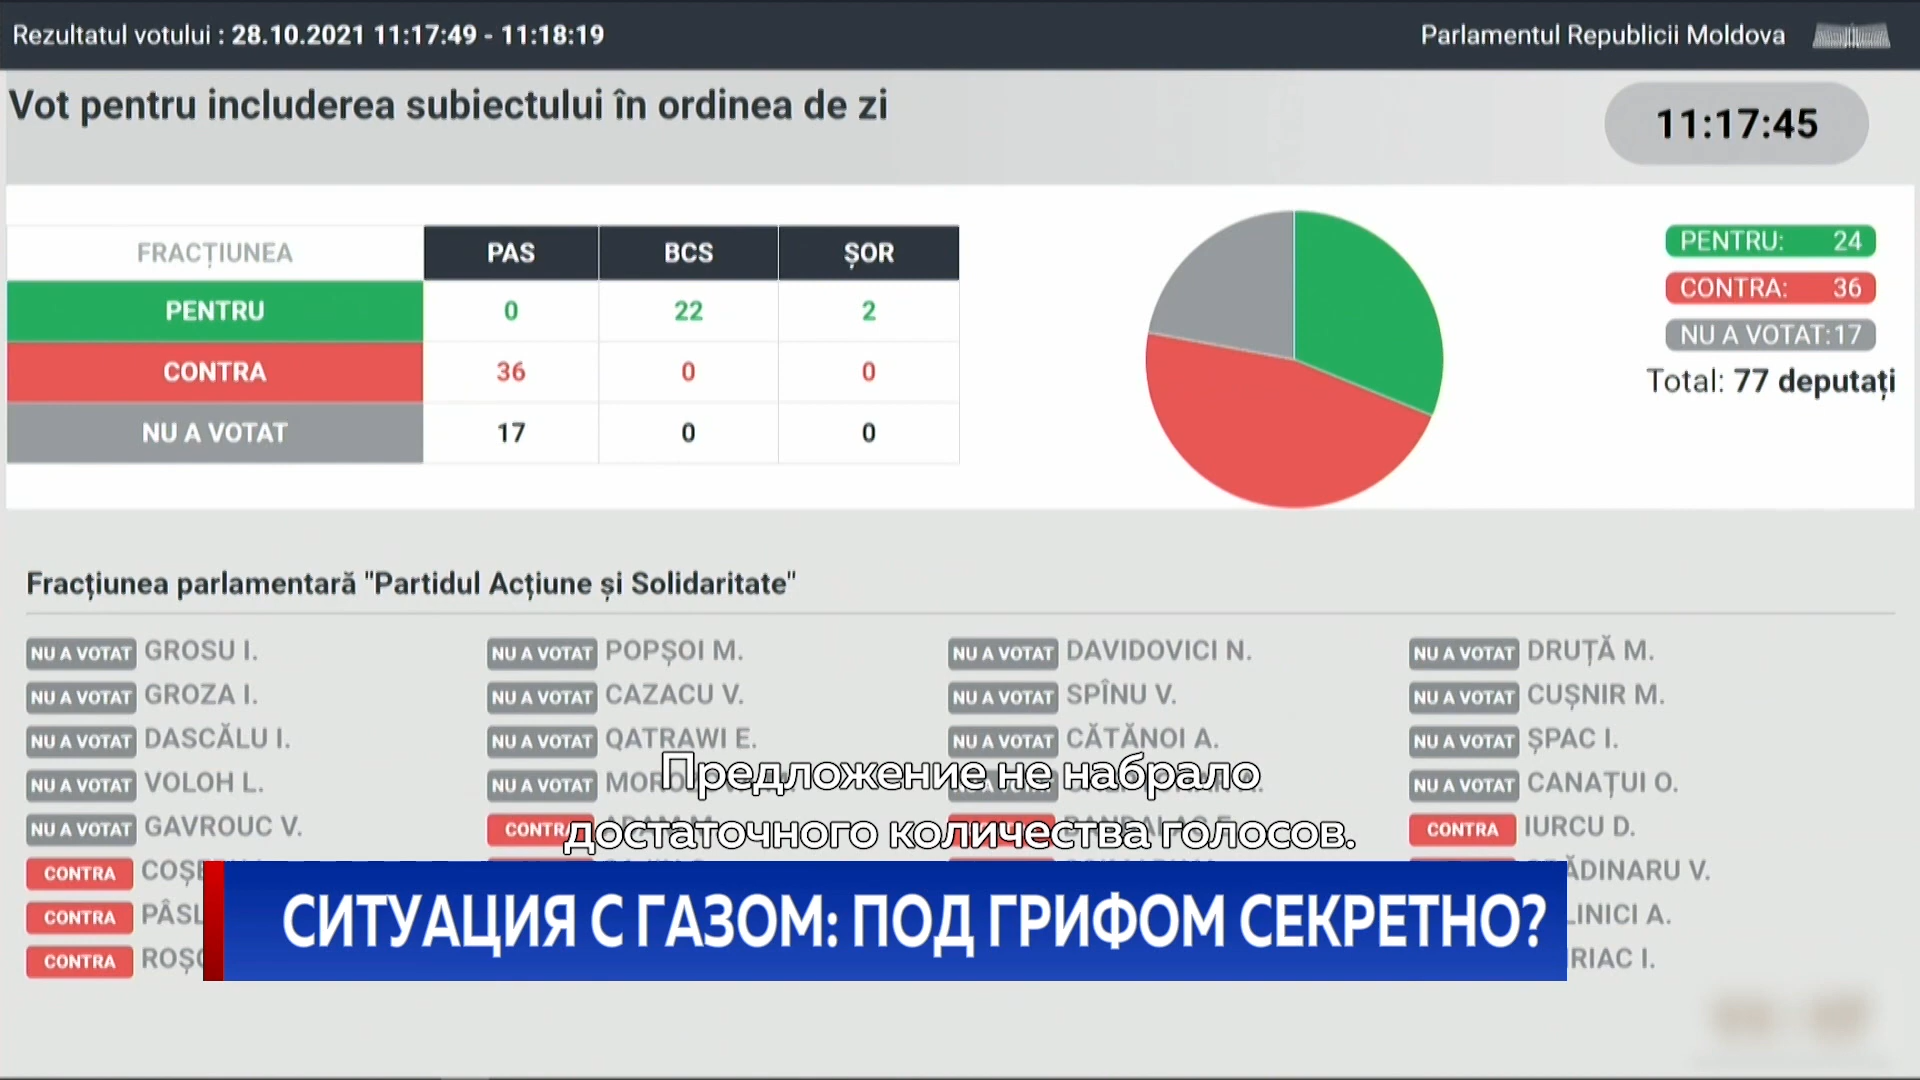 Rezultatul votului : 28.10.2021 11:17:49 - 11:18:19
Parlamentul Republicii Moldova
Vot pentru includerea subiectului în ordinea de zi
11:17:45
FRACȚIUNEA PAS BCS ȘOR
PENTRU 0 22 2
CONTRA 36 0 0
NU A VOTAT 17 0 0
PENTRU: 24
CONTRA: 36
NU A VOTAT: 17
Total: 77 deputați
Fracțiunea parlamentară "Partidul Acțiune și Solidaritate"
NU A VOTAT GROSU I. NU A VOTAT POPȘOI M. NU A VOTAT DAVIDOVICI N. NU A VOTAT DRUȚĂ M.
NU A VOTAT GROZA I. NU A VOTAT CAZACU V. NU A VOTAT SPÎNU V. NU A VOTAT CUȘNIR M.
NU A VOTAT DASCĂLU I. NU A VOTAT QATRAWI E. NU A VOTAT CĂTĂNOI A. NU A VOTAT ȘPAC I.
NU A VOTAT VOLOH L. NU A VOTAT NU A VOTAT CANAȚUI O.
Предложение не набрало
NU A VOTAT GAVROUC V. CONTRA CONTRA IURCU D.
достаточного количества голосов.
CONTRA
CONTRA
CONTRA
СИТУАЦИЯ С ГАЗОМ: ПОД ГРИФОМ СЕКРЕТНО?